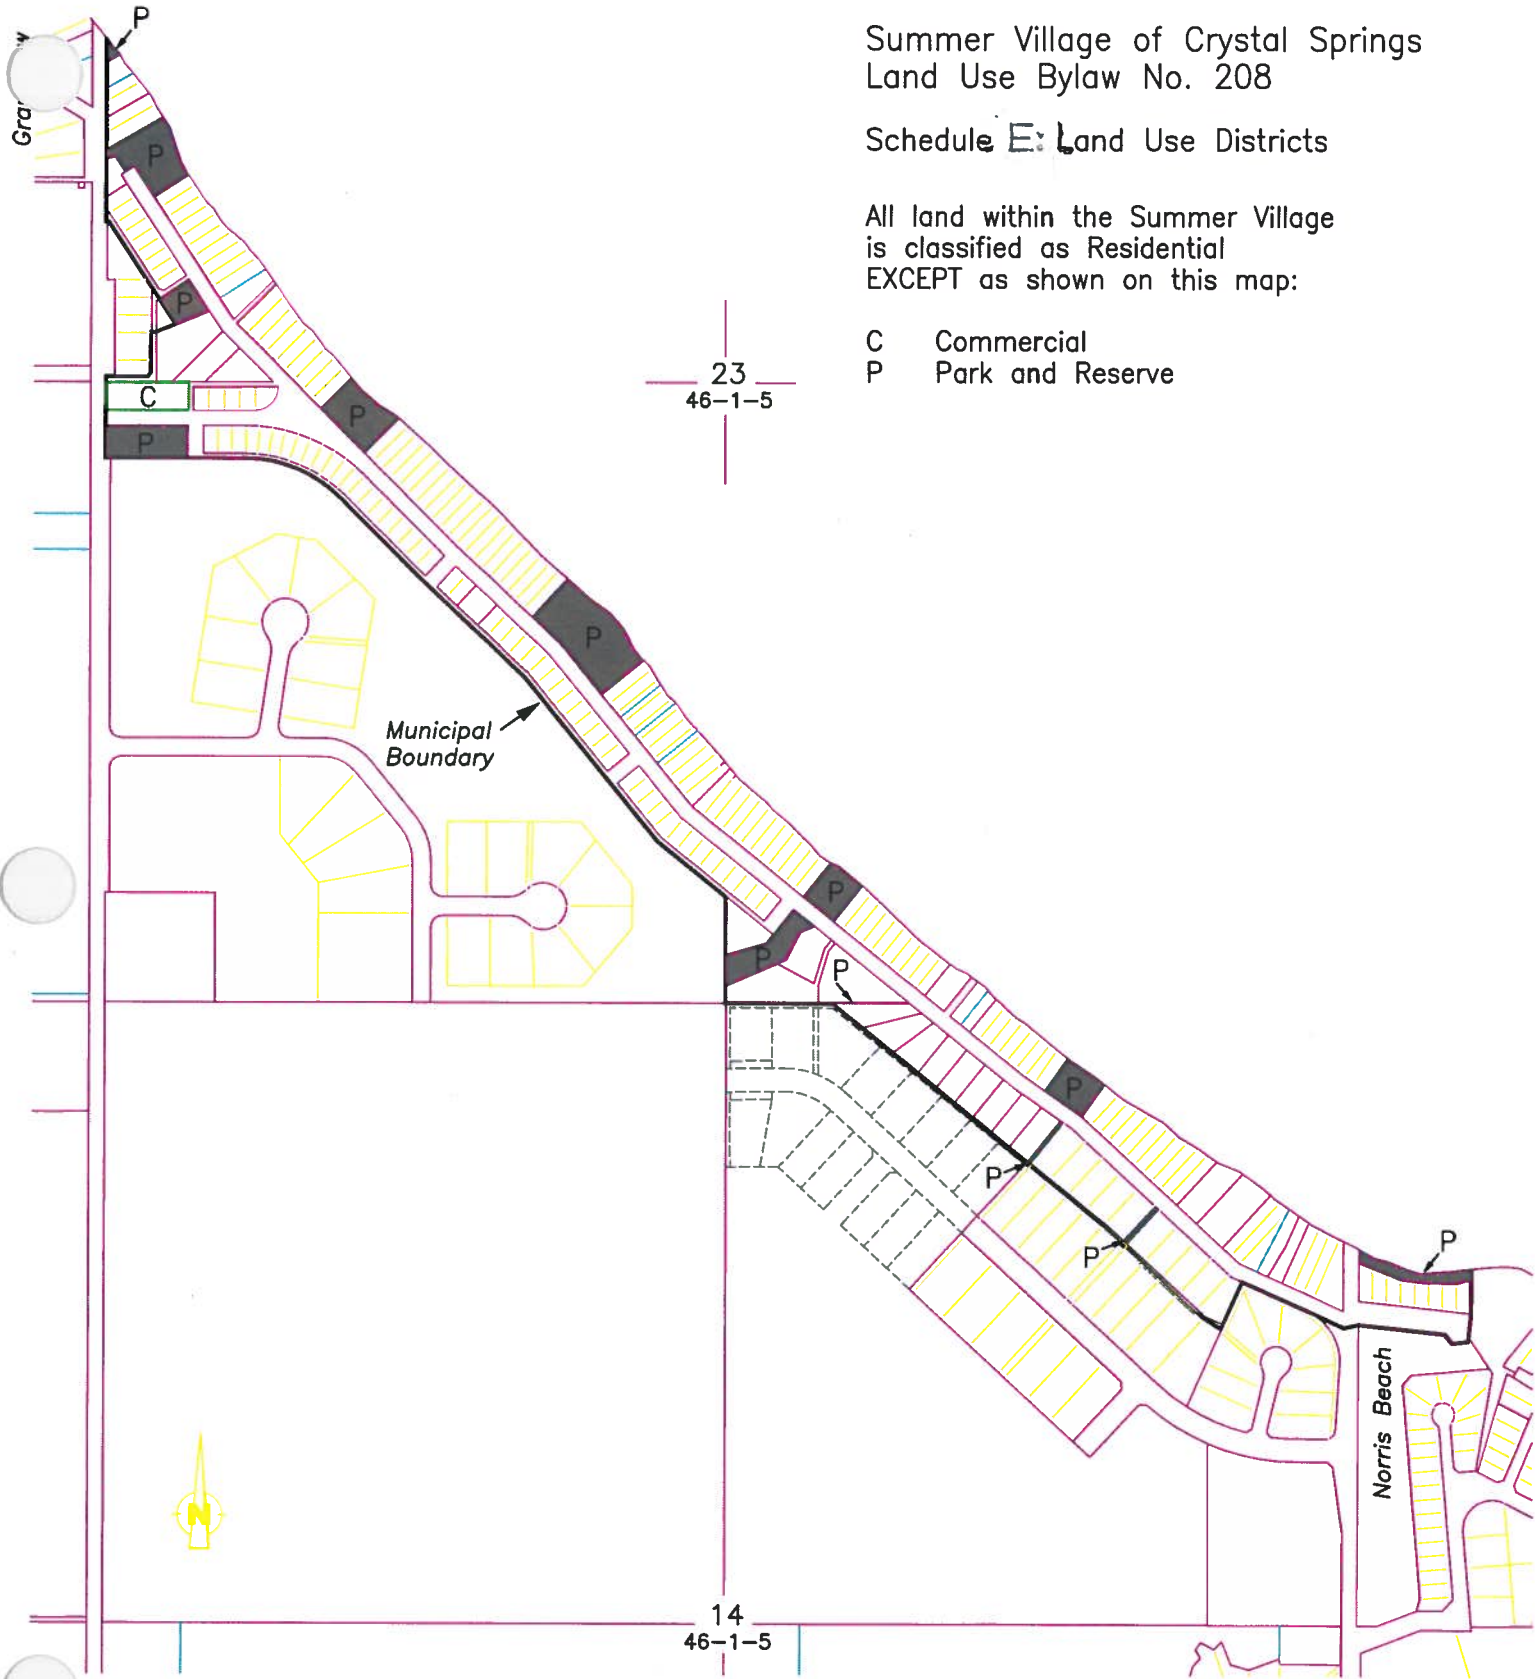 Summer Village of Crystal Springs
Land Use Bylaw No. 208
Schedule E: Land Use Districts
All land within the Summer Village
is classified as Residential
EXCEPT as shown on this map:
C Commercial
P Park and Reserve
P
P
P
C
P
P
23
46-1-5
P
Municipal
Boundary
P
P
P
P
P
P
P
P
Norris Beach
N
14
46-1-5